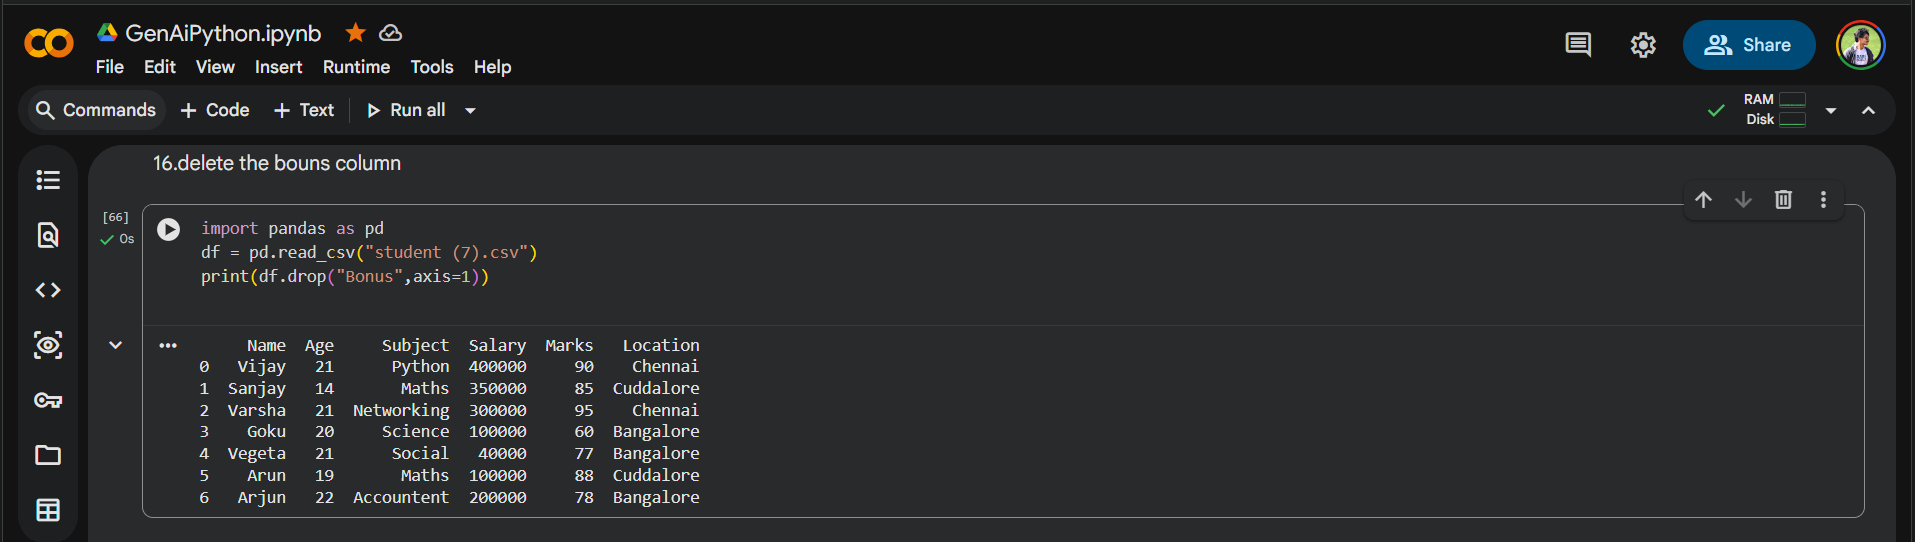 GenAiPython.ipynb
File Edit View Insert Runtime Tools Help
Share
Commands + Code + Text Run all
RAM
Disk
16.delete the bouns column
[66]
0s
import pandas as pd
df = pd.read_csv("student (7).csv")
print(df.drop("Bonus",axis=1))
Name Age Subject Salary Marks Location
0 Vijay 21 Python 400000 90 Chennai
1 Sanjay 14 Maths 350000 85 Cuddalore
2 Varsha 21 Networking 300000 95 Chennai
3 Goku 20 Science 100000 60 Bangalore
4 Vegeta 21 Social 40000 77 Bangalore
5 Arun 19 Maths 100000 88 Cuddalore
6 Arjun 22 Accountent 200000 78 Bangalore